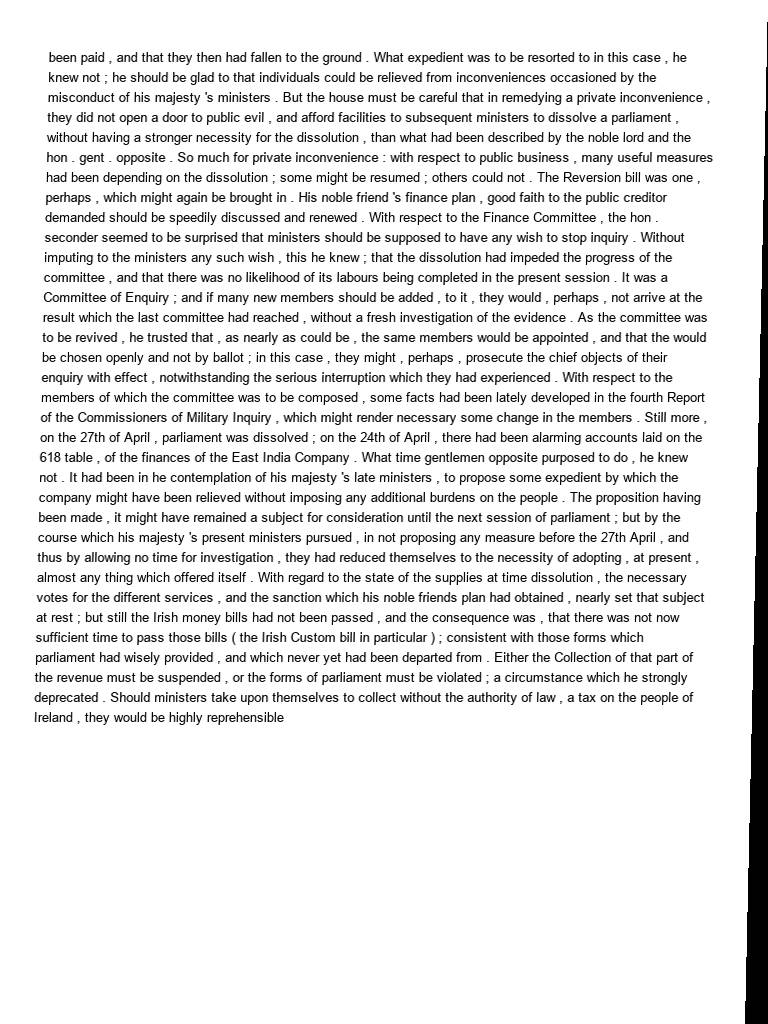 been paid , and that they then had fallen to the ground . What expedient was to be resorted to in this case , he
knew not ; he should be glad to that individuals could be relieved from inconveniences occasioned by the
misconduct of his majesty 's ministers . But the house must be careful that in remedying a private inconvenience ,
they did not open a door to public evil , and afford facilities to subsequent ministers to dissolve a parliament ,
without having a stronger necessity for the dissolution , than what had been described by the noble lord and the
hon . gent . opposite . So much for private inconvenience : with respect to public business , many useful measures
had been depending on the dissolution ; some might be resumed ; others could not . The Reversion bill was one ,
perhaps , which might again be brought in . His noble friend 's finance plan , good faith to the public creditor
demanded should be speedily discussed and renewed . With respect to the Finance Committee , the hon .
seconder seemed to be surprised that ministers should be supposed to have any wish to stop inquiry . Without
imputing to the ministers any such wish , this he knew ; that the dissolution had impeded the progress of the
committee , and that there was no likelihood of its labours being completed in the present session . It was a
Committee of Enquiry ; and if many new members should be added , to it , they would , perhaps , not arrive at the
result which the last committee had reached , without a fresh investigation of the evidence . As the committee was
to be revived , he trusted that , as nearly as could be , the same members would be appointed , and that the would
be chosen openly and not by ballot ; in this case , they might , perhaps , prosecute the chief objects of their
enquiry with effect , notwithstanding the serious interruption which they had experienced . With respect to the
members of which the committee was to be composed , some facts had been lately developed in the fourth Report
of the Commissioners of Military Inquiry , which might render necessary some change in the members . Still more ,
on the 27th of April , parliament was dissolved ; on the 24th of April , there had been alarming accounts laid on the
618 table , of the finances of the East India Company . What time gentlemen opposite purposed to do , he knew
not . It had been in he contemplation of his majesty 's late ministers , to propose some expedient by which the
company might have been relieved without imposing any additional burdens on the people . The proposition having
been made , it might have remained a subject for consideration until the next session of parliament ; but by the
course which his majesty 's present ministers pursued , in not proposing any measure before the 27th April , and
thus by allowing no time for investigation , they had reduced themselves to the necessity of adopting , at present ,
almost any thing which offered itself . With regard to the state of the supplies at time dissolution , the necessary
votes for the different services , and the sanction which his noble friends plan had obtained , nearly set that subject
at rest ; but still the Irish money bills had not been passed , and the consequence was , that there was not now
sufficient time to pass those bills ( the Irish Custom bill in particular ) ; consistent with those forms which
parliament had wisely provided , and which never yet had been departed from . Either the Collection of that part of
the revenue must be suspended , or the forms of parliament must be violated ; a circumstance which he strongly
deprecated . Should ministers take upon themselves to collect without the authority of law , a tax on the people of
Ireland , they would be highly reprehensible